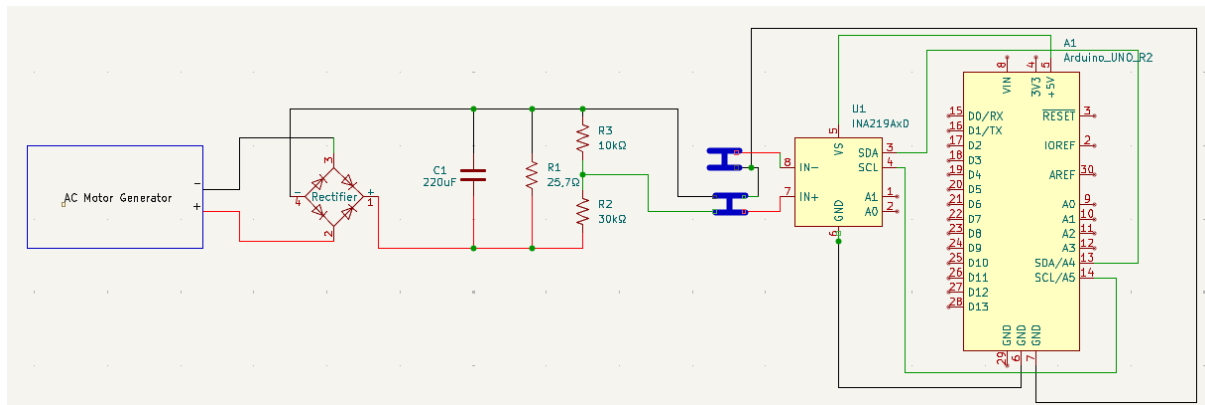 AC Motor Generator
-
+
3
-
4
Rectifier
+
1
2
C1
220uF
R1
25,7Ω
R3
10kΩ
R2
30kΩ
U1
INA219AxD
5
VS
8
IN-
7
IN+
SDA
3
SCL
4
A1
1
A0
2
GND
6
A1
Arduino_UNO_R2
8
VIN
4
3V3
5
+5V
15
D0/RX
16
D1/TX
17
D2
18
D3
19
D4
20
D5
21
D6
22
D7
23
D8
24
D9
25
D10
26
D11
27
D12
28
D13
RESET
3
IOREF
2
AREF
30
A0
9
A1
10
A2
11
A3
12
SDA/A4
13
SCL/A5
14
GND
29
GND
6
GND
7